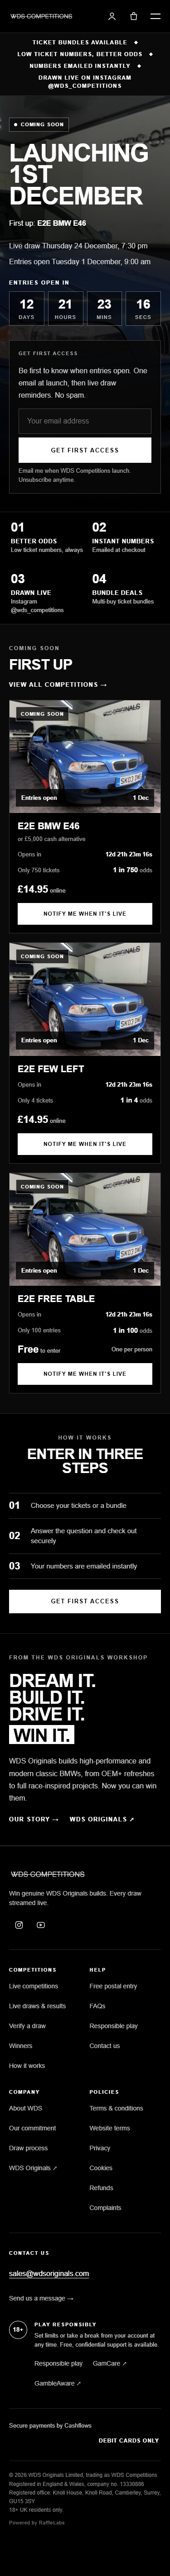 WDS COMPETITIONS
TICKET BUNDLES AVAILABLE
LOW TICKET NUMBERS, BETTER ODDS
NUMBERS EMAILED INSTANTLY
DRAWN LIVE ON INSTAGRAM
@WDS_COMPETITIONS
COMING SOON
LAUNCHING
1ST
DECEMBER
First up: E2E BMW E46
Live draw Thursday 24 December, 7:30 pm
Entries open Tuesday 1 December, 9:00 am
ENTRIES OPEN IN
12 21 23 16
DAYS HOURS MINS SECS
GET FIRST ACCESS
Be first to know when entries open. One
email at launch, then live draw
reminders. No spam.
Your email address
GET FIRST ACCESS
Email me when WDS Competitions launch.
Unsubscribe anytime.
01 02
BETTER ODDS INSTANT NUMBERS
Low ticket numbers, always Emailed at checkout
03 04
DRAWN LIVE BUNDLE DEALS
Instagram Multi-buy ticket bundles
@wds_competitions
COMING SOON
FIRST UP
VIEW ALL COMPETITIONS →
COMING SOON
SK03
Entries open 1 Dec
E2E BMW E46
or £5,000 cash alternative
Opens in 12d 21h 23m 16s
Only 750 tickets 1 in 750 odds
£14.95 online
NOTIFY ME WHEN IT'S LIVE
COMING SOON
SK03
Entries open 1 Dec
E2E FEW LEFT
Opens in 12d 21h 23m 16s
Only 4 tickets 1 in 4 odds
£14.95 online
NOTIFY ME WHEN IT'S LIVE
COMING SOON
SK03
Entries open 1 Dec
E2E FREE TABLE
Opens in 12d 21h 23m 16s
Only 100 entries 1 in 100 odds
Free to enter One per person
NOTIFY ME WHEN IT'S LIVE
HOW IT WORKS
ENTER IN THREE
STEPS
01 Choose your tickets or a bundle
02 Answer the question and check out
securely
03 Your numbers are emailed instantly
GET FIRST ACCESS
FROM THE WDS ORIGINALS WORKSHOP
DREAM IT.
BUILD IT.
DRIVE IT.
WIN IT.
WDS Originals builds high-performance and
modern classic BMWs, from OEM+ refreshes
to full race-inspired projects. Now you can win
them.
OUR STORY → WDS ORIGINALS ↗
WDS COMPETITIONS
Win genuine WDS Originals builds. Every draw
streamed live.
COMPETITIONS HELP
Live competitions Free postal entry
Live draws & results FAQs
Verify a draw Responsible play
Winners Contact us
How it works
COMPANY POLICIES
About WDS Terms & conditions
Our commitment Website terms
Draw process Privacy
WDS Originals ↗ Cookies
Refunds
Complaints
CONTACT US
sales@wdsoriginals.com
Send us a message →
18+ PLAY RESPONSIBLY
Set limits or take a break from your account at
any time. Free, confidential support is available.
Responsible play GamCare ↗
GambleAware ↗
Secure payments by Cashflows
DEBIT CARDS ONLY
© 2026 WDS Originals Limited, trading as WDS Competitions
Registered in England & Wales, company no. 13330886
Registered office: Knoll House, Knoll Road, Camberley, Surrey,
GU15 3SY
18+ UK residents only.
Powered by RaffleLabs